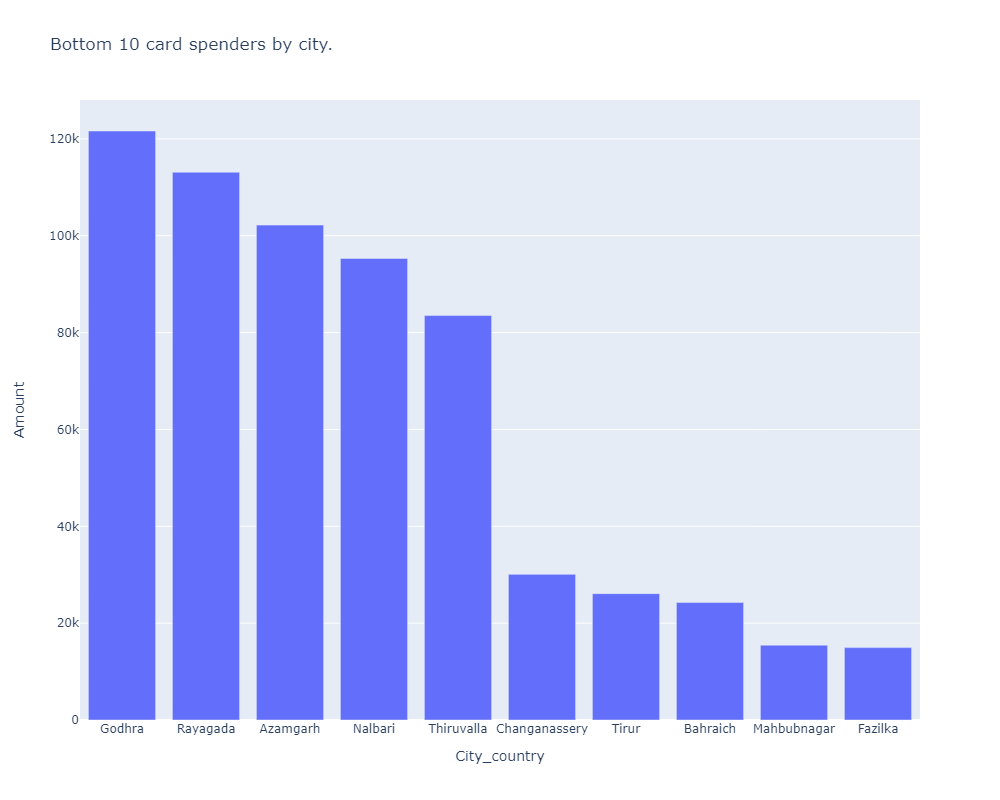 Bottom 10 card spenders by city.
Amount
120k
100k
80k
60k
40k
20k
0
Godhra Rayagada Azamgarh Nalbari Thiruvalla Changanassery Tirur Bahraich Mahbubnagar Fazilka
City_country